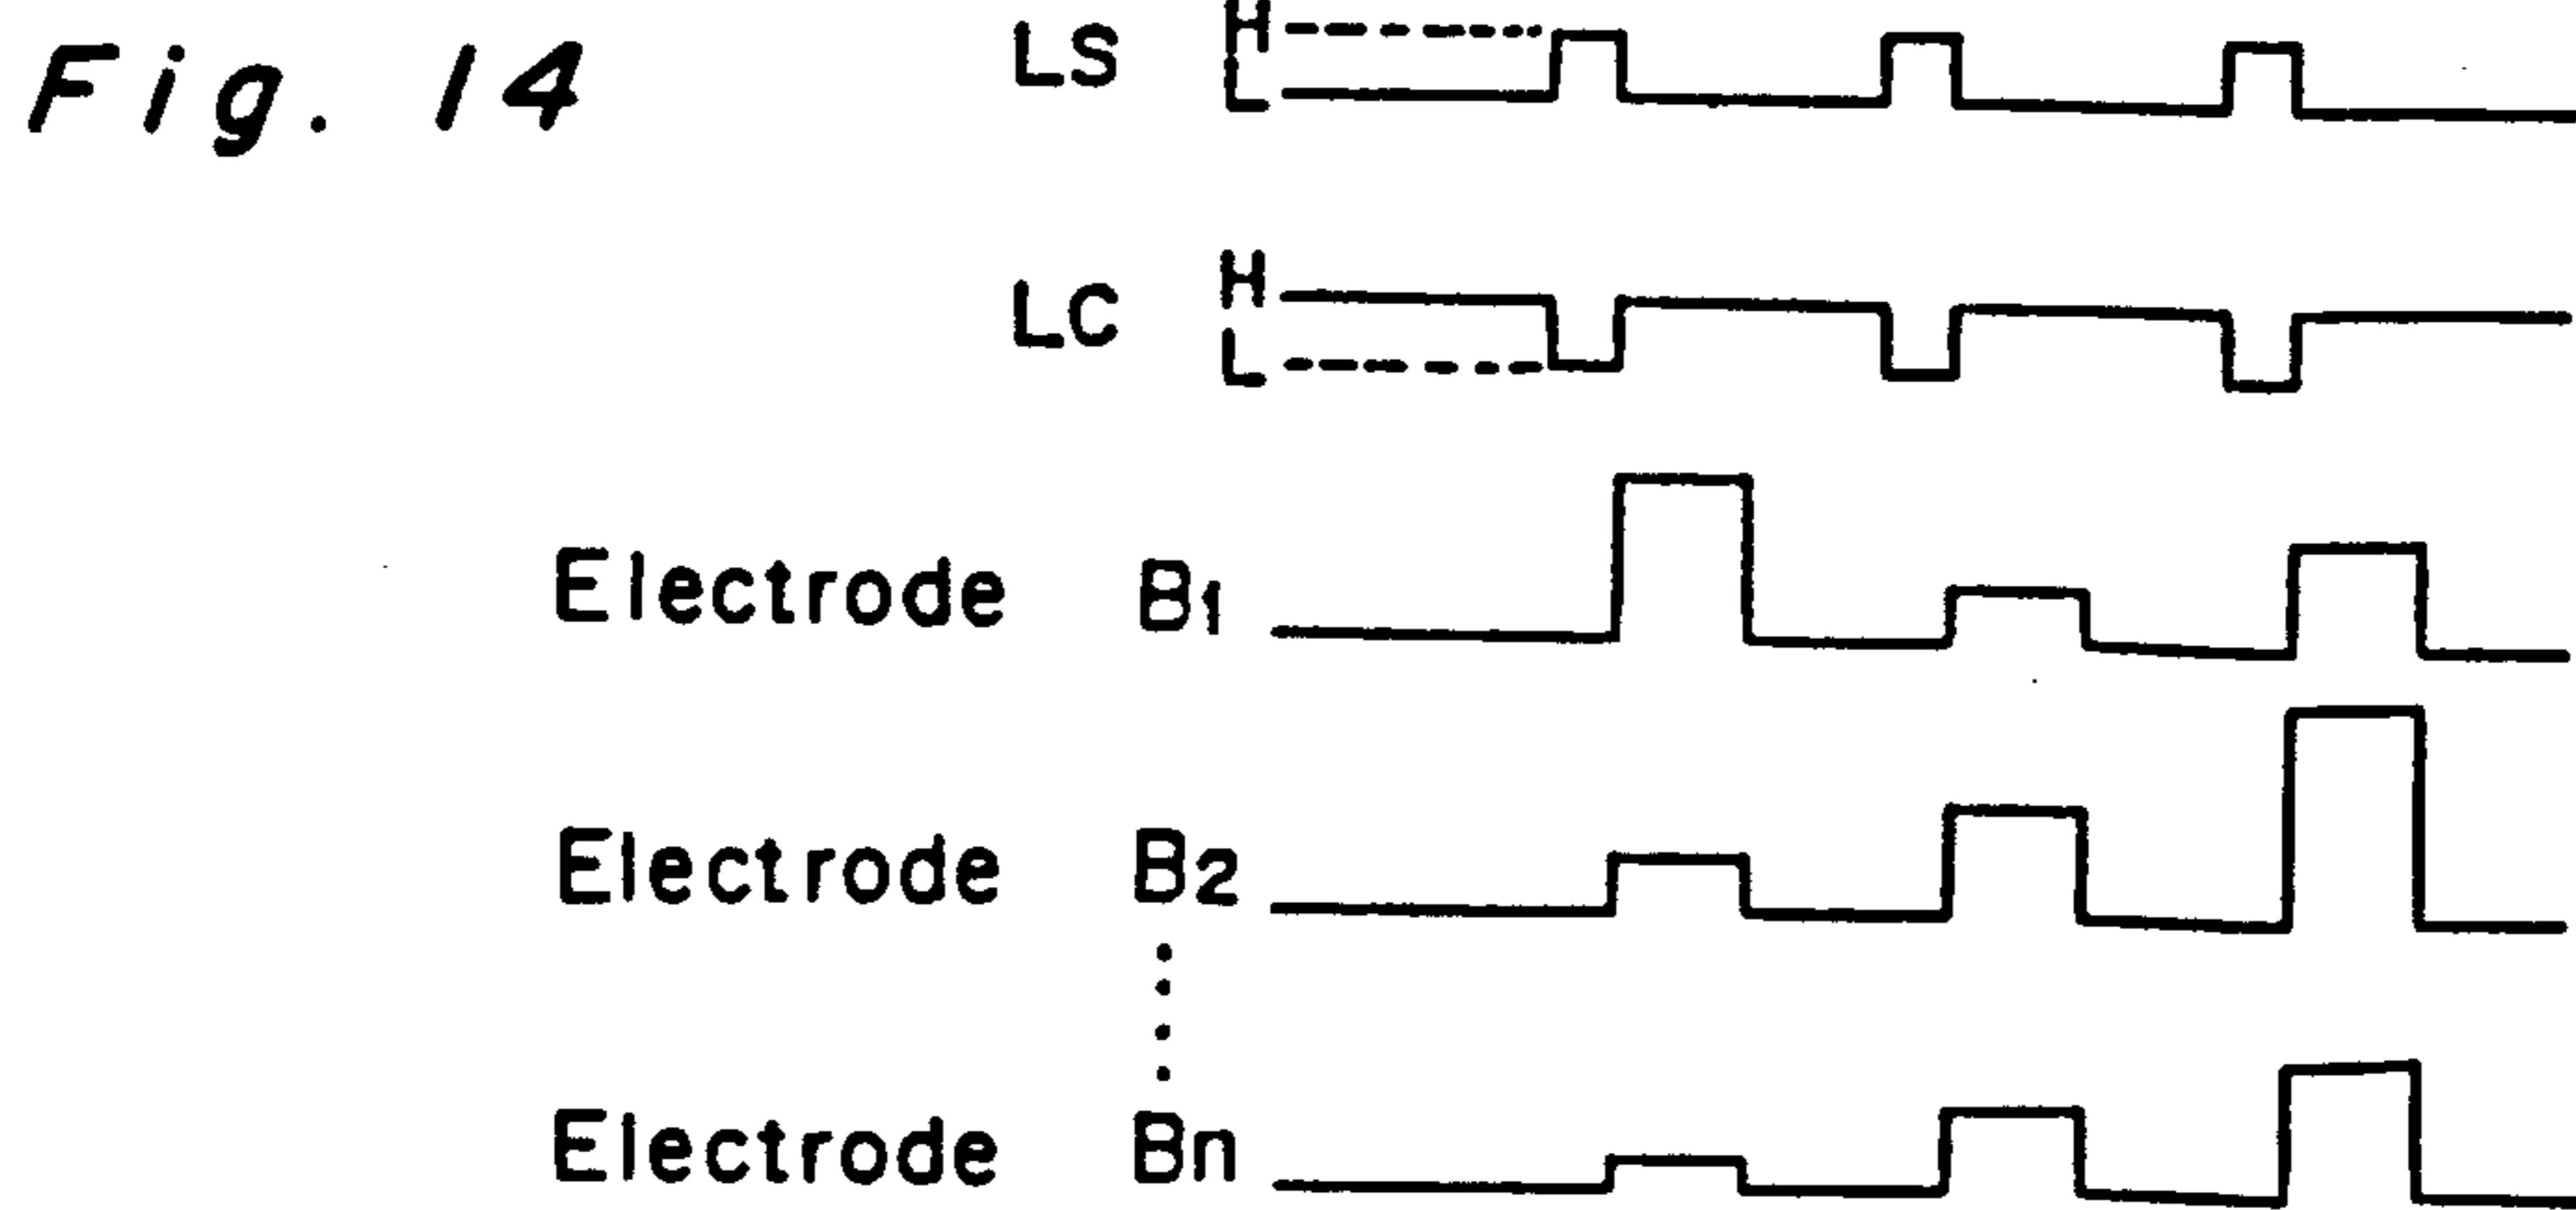 Fig. 14
LS H
L
LC H
L
Electrode B1
Electrode B2
Electrode Bn